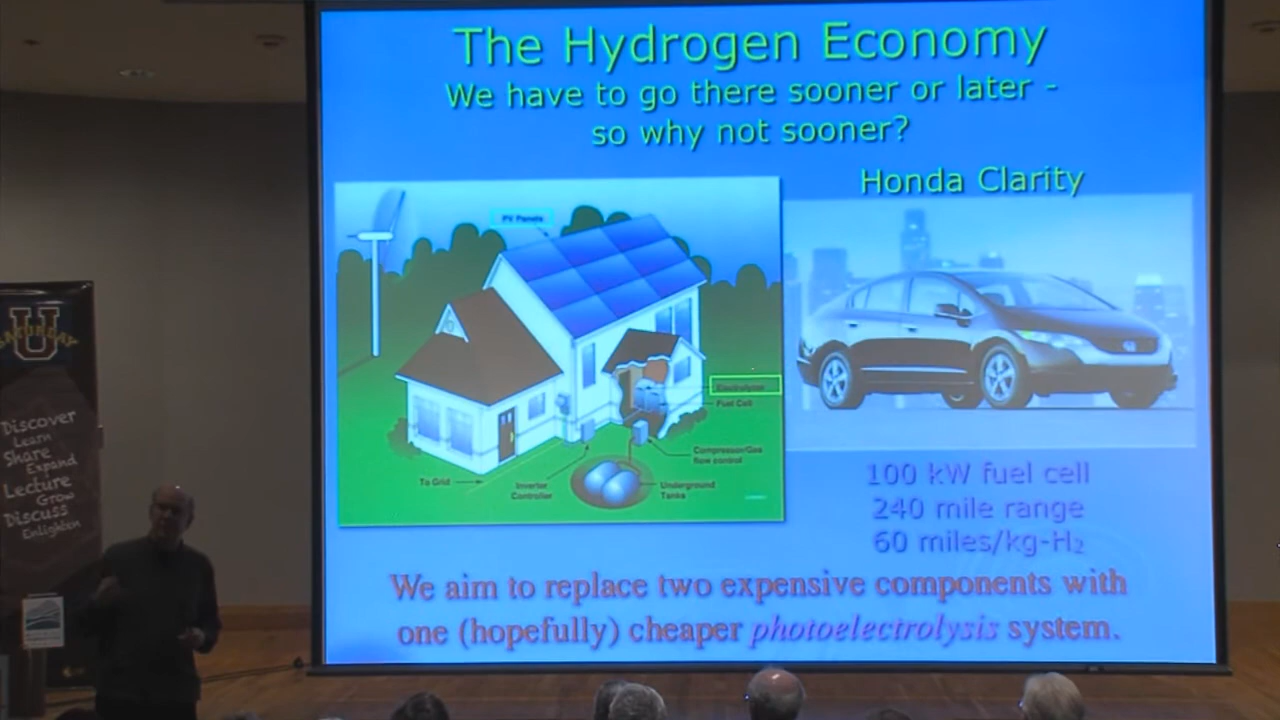 The Hydrogen Economy
We have to go there sooner or later -
so why not sooner?
Honda Clarity
PV Panels
Electrolyzer
Fuel Cell
Compressor/Gas
flow control
To Grid
Inverter
Controller
Underground
Tanks
100 kW fuel cell
240 mile range
60 miles/kg-H₂
We aim to replace two expensive components with
one (hopefully) cheaper photoelectrolysis system.
SATURDAY
U
Discover
Learn
Share
Expand
Lecture
Grow
Discuss
Enlighten